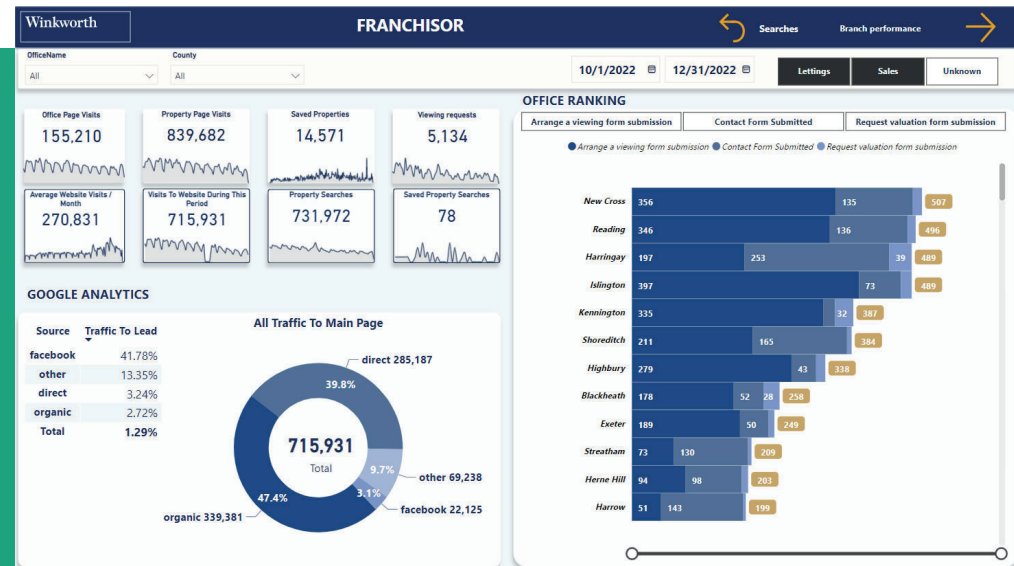 Winkworth
FRANCHISOR
Searches
Branch performance
OfficeName
All
County
All
10/1/2022
12/31/2022
Lettings
Sales
Unknown
Office Page Visits
155,210
Property Page Visits
839,682
Saved Properties
14,571
Viewing requests
5,134
Average Website Visits /
Month
270,831
Visits To Website During This
Period
715,931
Property Searches
731,972
Saved Property Searches
78
GOOGLE ANALYTICS
Source Traffic To Lead
facebook 41.78%
other 13.35%
direct 3.24%
organic 2.72%
Total 1.29%
All Traffic To Main Page
direct 285,187
39.8%
715,931
Total
9.7%
other 69,238
3.1%
facebook 22,125
47.4%
organic 339,381
OFFICE RANKING
Arrange a viewing form submission
Contact Form Submitted
Request valuation form submission
Arrange a viewing form submission Contact Form Submitted Request valuation form submission
New Cross 356 135 507
Reading 346 136 496
Harringay 197 253 39 489
Islington 397 73 489
Kennington 335 32 387
Shoreditch 211 165 384
Highbury 279 43 338
Blackheath 178 52 28 258
Exeter 189 50 249
Streatham 73 130 209
Herne Hill 94 98 203
Harrow 51 143 199